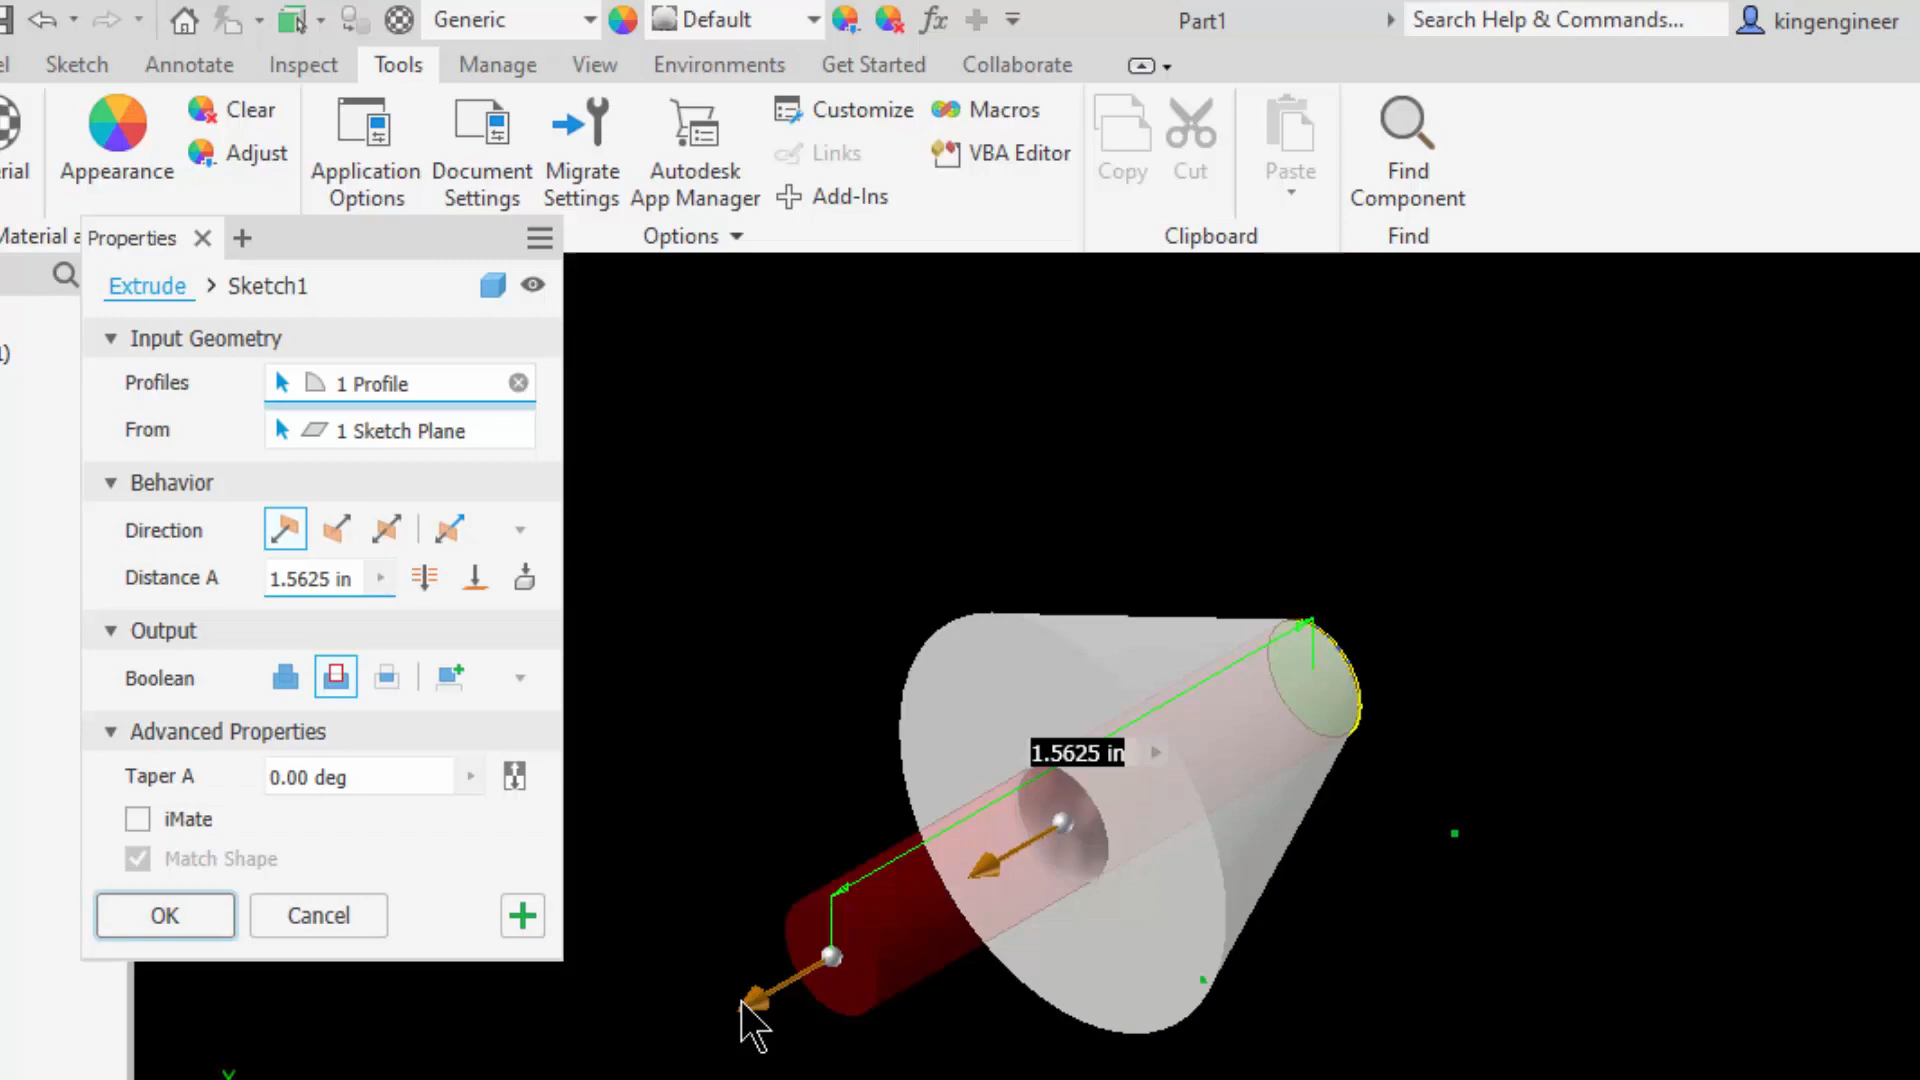 Generic
Default
Part1
Search Help & Commands...
kingengineer
Sketch
Annotate
Inspect
Tools
Manage
View
Environments
Get Started
Collaborate
rial
Appearance
Clear
Adjust
Application
Options
Document
Settings
Migrate
Settings
Autodesk
App Manager
Customize
Links
Add-Ins
Macros
VBA Editor
Copy
Cut
Paste
Find
Component
Material a
Options
Clipboard
Find
Properties
Extrude > Sketch1
Input Geometry
Profiles
1 Profile
From
1 Sketch Plane
Behavior
Direction
Distance A
1.5625 in
Output
Boolean
Advanced Properties
Taper A
0.00 deg
iMate
Match Shape
OK
Cancel
1.5625 in
Y